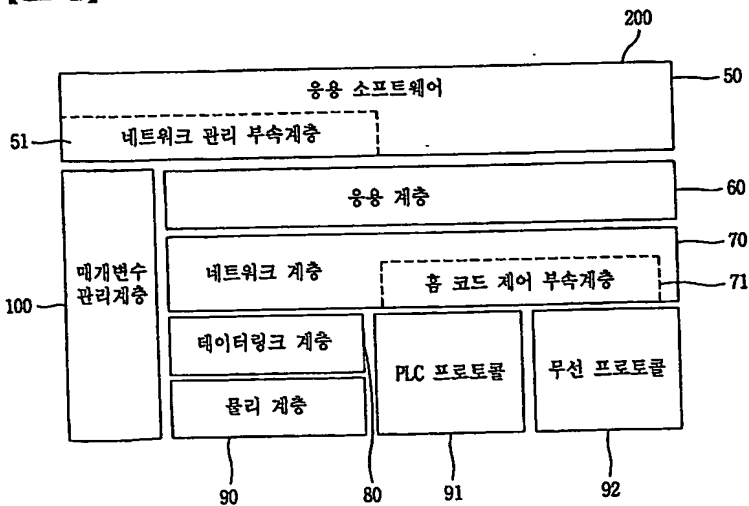 200
응용 소프트웨어
50
51
네트워크 관리 부속계층
응용 계층
60
매개변수
관리계층
100
네트워크 계층
70
홈 코드 제어 부속계층
71
데이터링크 계층
PLC 프로토콜
무선 프로토콜
물리 계층
90
80
91
92